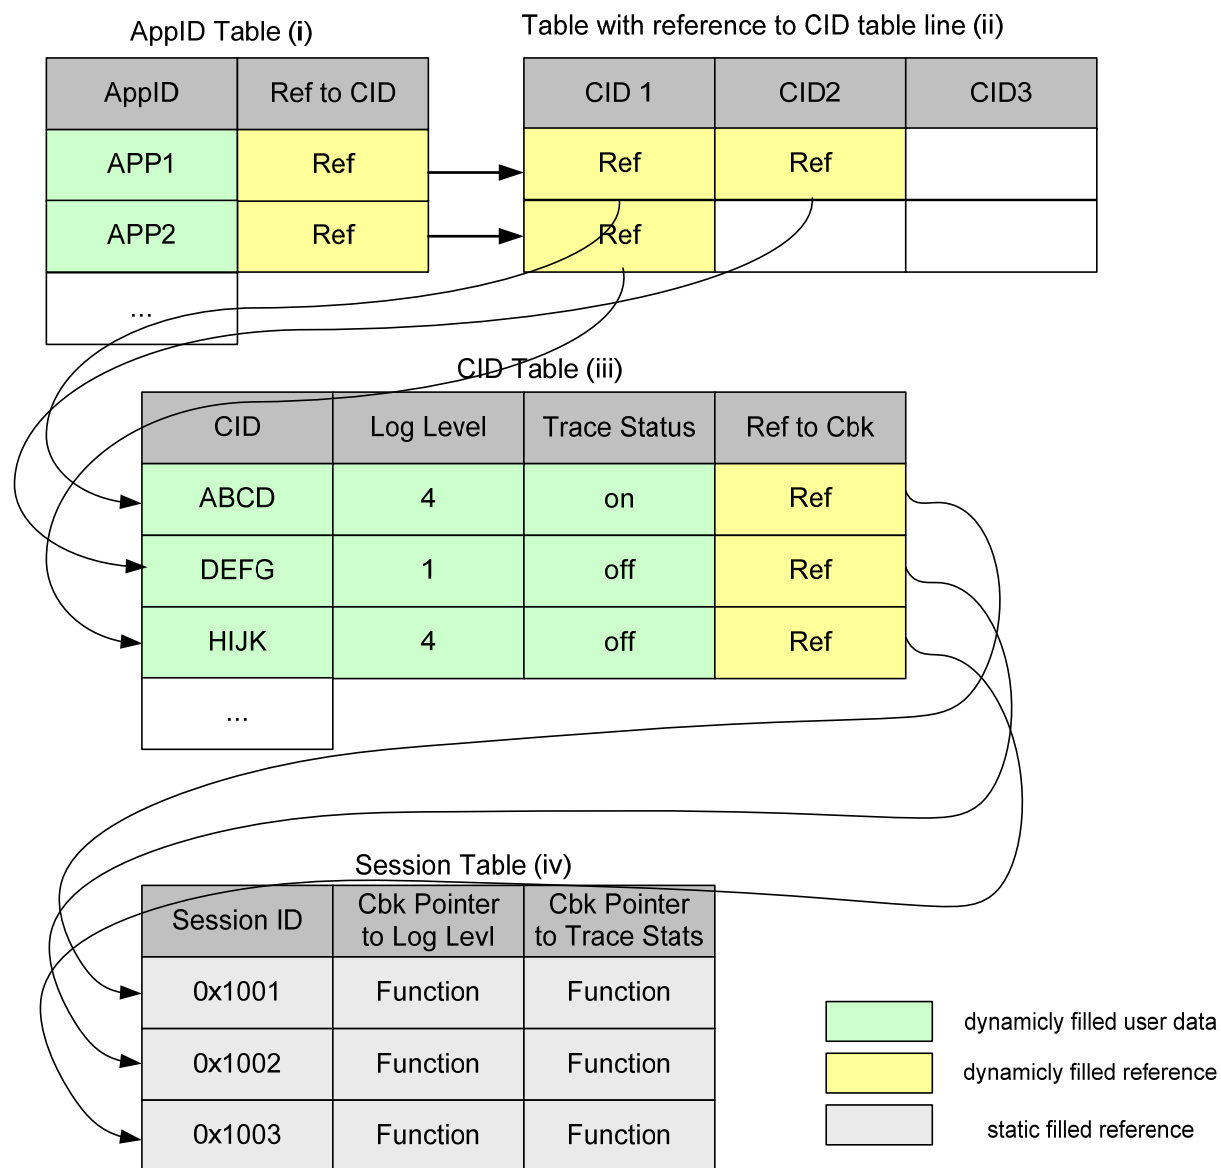 AppID Table (i)
Table with reference to CID table line (ii)
AppID Ref to CID
CID 1 CID2 CID3
APP1 Ref
Ref Ref
APP2 Ref
Ref
...
CID Table (iii)
CID Log Level Trace Status Ref to Cbk
ABCD 4 on Ref
DEFG 1 off Ref
HIJK 4 off Ref
...
Session Table (iv)
Session ID
Cbk Pointer
to Log Levl
Cbk Pointer
to Trace Stats
0x1001 Function Function
0x1002 Function Function
0x1003 Function Function
dynamicly filled user data
dynamicly filled reference
static filled reference